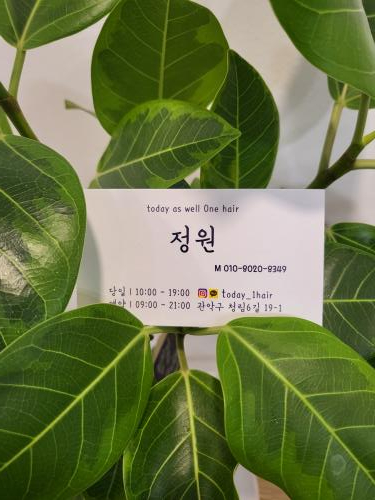 today as well One hair
정원
M 010-9020-9349
당일 | 10:00 - 19:00 today_1hair
예약 | 09:00 - 21:00 관악구 청림6길 19-1